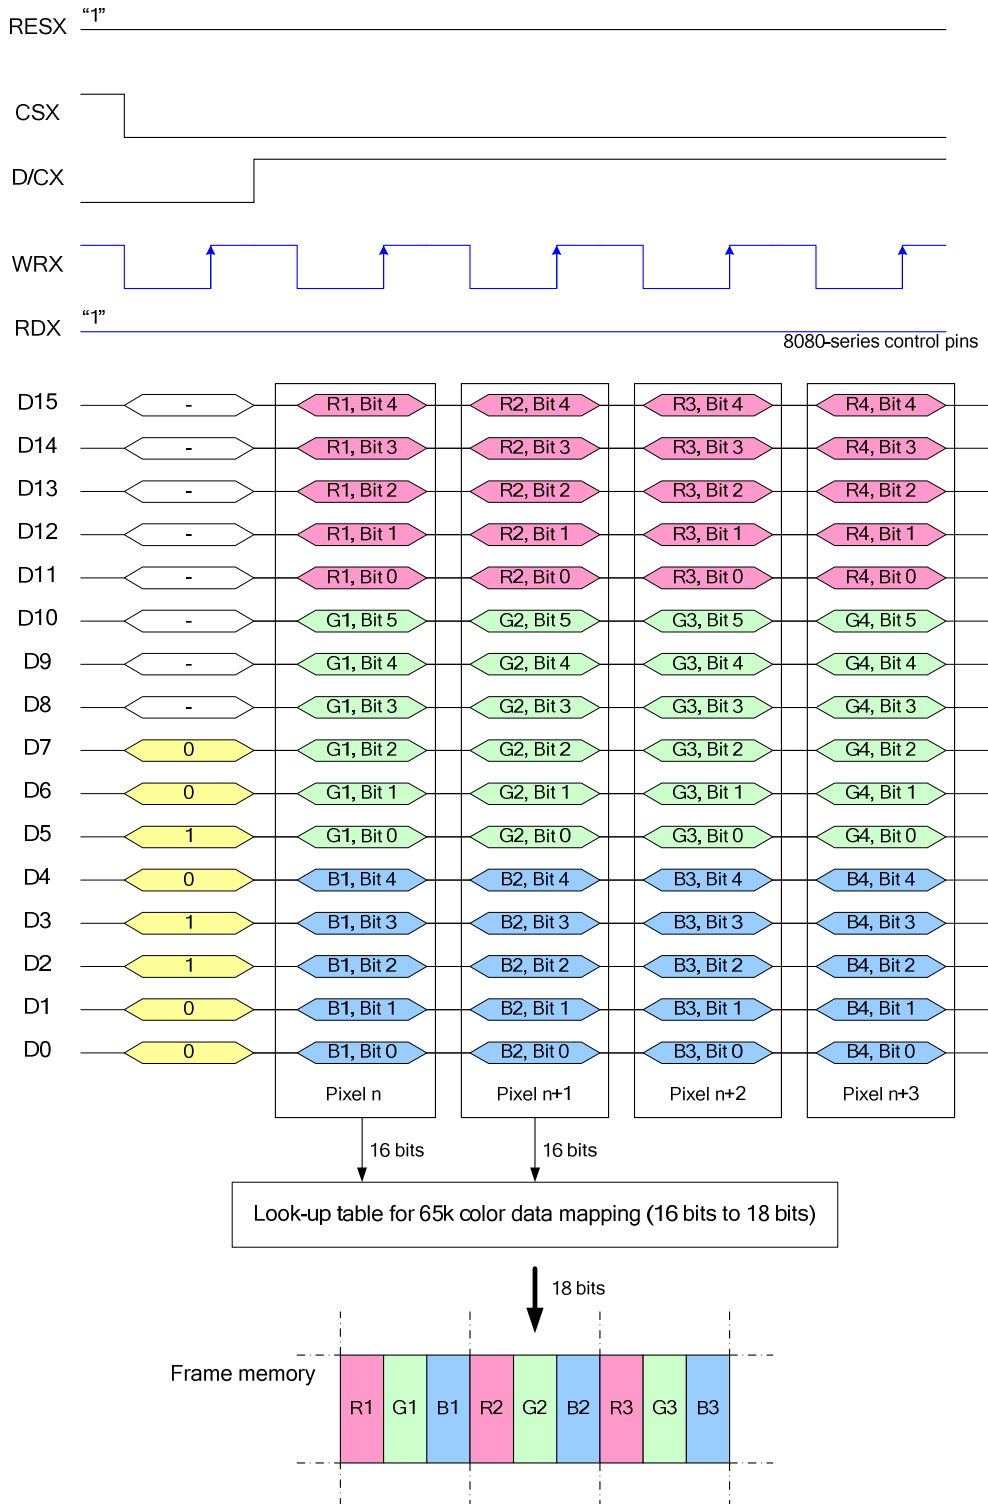 RESX "1"
CSX
D/CX
WRX
RDX "1"
8080-series control pins
D15 - R1, Bit 4 R2, Bit 4 R3, Bit 4 R4, Bit 4
D14 - R1, Bit 3 R2, Bit 3 R3, Bit 3 R4, Bit 3
D13 - R1, Bit 2 R2, Bit 2 R3, Bit 2 R4, Bit 2
D12 - R1, Bit 1 R2, Bit 1 R3, Bit 1 R4, Bit 1
D11 - R1, Bit 0 R2, Bit 0 R3, Bit 0 R4, Bit 0
D10 - G1, Bit 5 G2, Bit 5 G3, Bit 5 G4, Bit 5
D9 - G1, Bit 4 G2, Bit 4 G3, Bit 4 G4, Bit 4
D8 - G1, Bit 3 G2, Bit 3 G3, Bit 3 G4, Bit 3
D7 0 G1, Bit 2 G2, Bit 2 G3, Bit 2 G4, Bit 2
D6 0 G1, Bit 1 G2, Bit 1 G3, Bit 1 G4, Bit 1
D5 1 G1, Bit 0 G2, Bit 0 G3, Bit 0 G4, Bit 0
D4 0 B1, Bit 4 B2, Bit 4 B3, Bit 4 B4, Bit 4
D3 1 B1, Bit 3 B2, Bit 3 B3, Bit 3 B4, Bit 3
D2 1 B1, Bit 2 B2, Bit 2 B3, Bit 2 B4, Bit 2
D1 0 B1, Bit 1 B2, Bit 1 B3, Bit 1 B4, Bit 1
D0 0 B1, Bit 0 B2, Bit 0 B3, Bit 0 B4, Bit 0
Pixel n Pixel n+1 Pixel n+2 Pixel n+3
16 bits 16 bits
Look-up table for 65k color data mapping (16 bits to 18 bits)
18 bits
Frame memory
R1 G1 B1 R2 G2 B2 R3 G3 B3